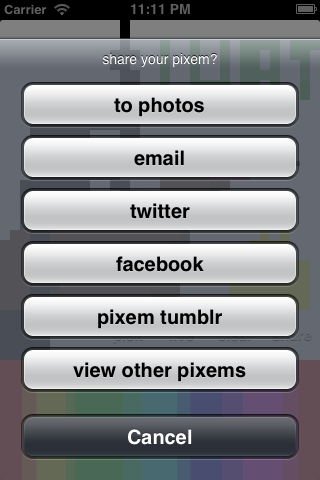 Carrier 11:11 PM
share your pixem?
to photos
email
twitter
facebook
pixem tumblr
view other pixems
Cancel